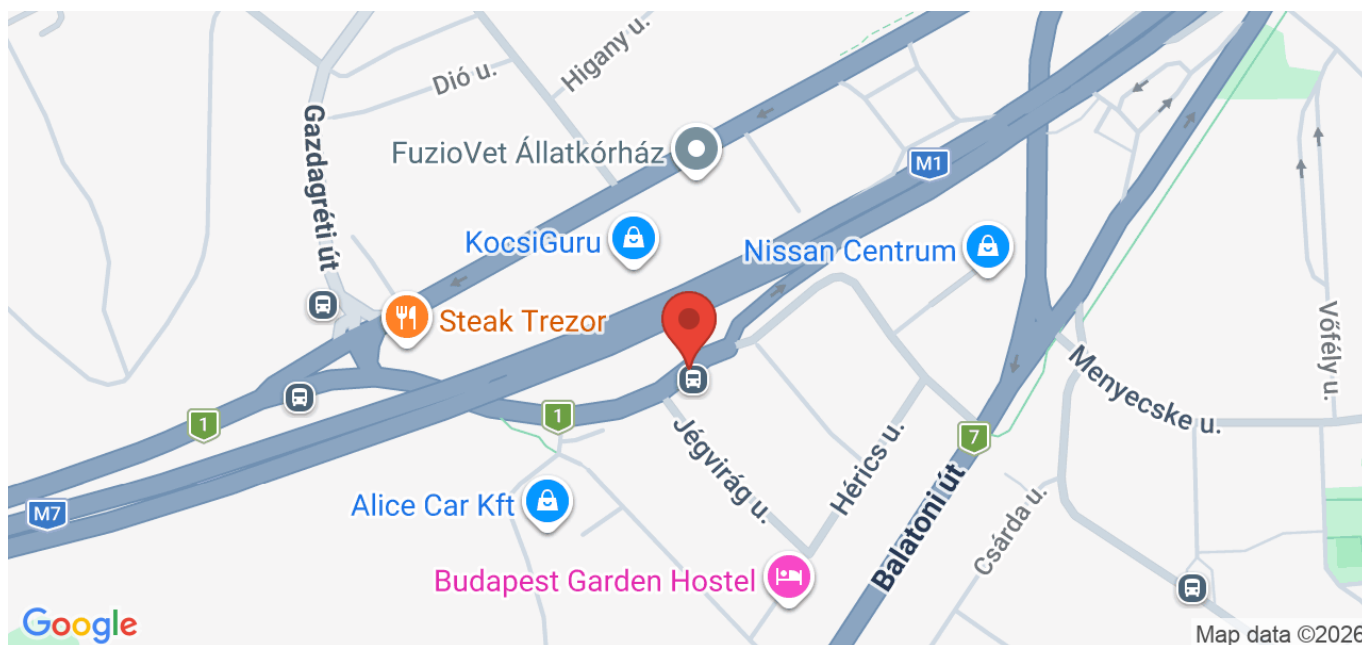 Dió u.
Higany u.
Gazdagréti út
FuzioVet Állatkórház
M1
KocsiGuru
Nissan Centrum
Steak Trezor
Vőfély u.
Menyecske u.
1
1
7
Jégvirág u.
Hérics u.
Balatoni út
M7
Alice Car Kft
Csárda u.
Budapest Garden Hostel
Google
Map data ©2026